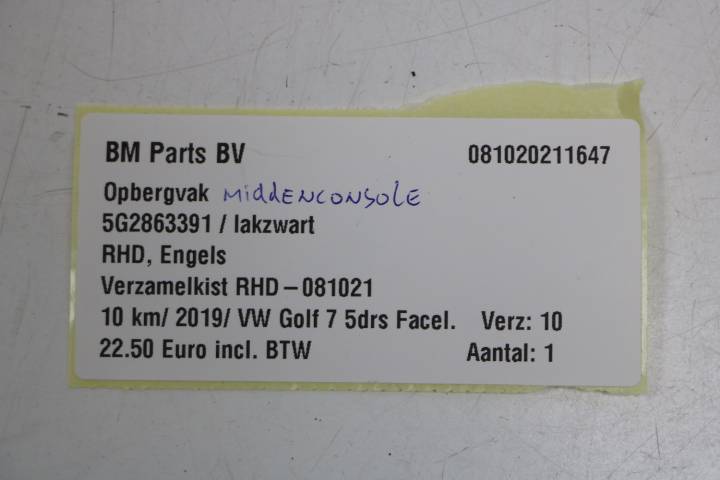 BM Parts BV 081020211647
Opbergvak MiddENCONSOLE
5G2863391 / lakzwart
RHD, Engels
Verzamelkist RHD - 081021
10 km/ 2019/ VW Golf 7 5drs Facel. Verz: 10
22.50 Euro incl. BTW Aantal: 1